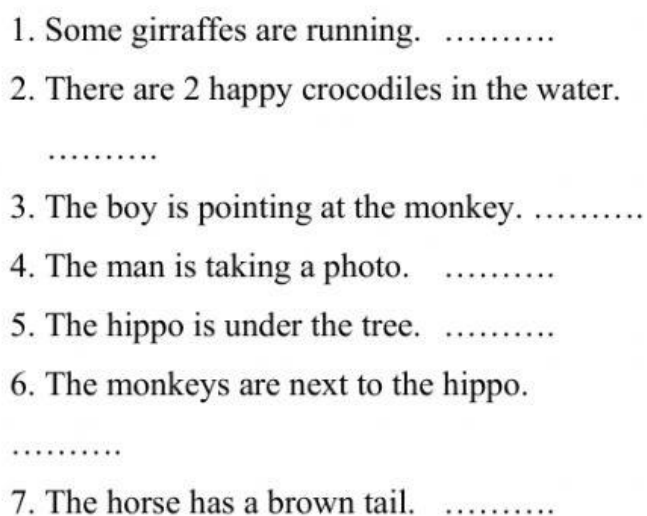 1. Some girraffes are running. ..........
2. There are 2 happy crocodiles in the water.
..........
3. The boy is pointing at the monkey. ..........
4. The man is taking a photo. ..........
5. The hippo is under the tree. ..........
6. The monkeys are next to the hippo.
..........
7. The horse has a brown tail. ..........